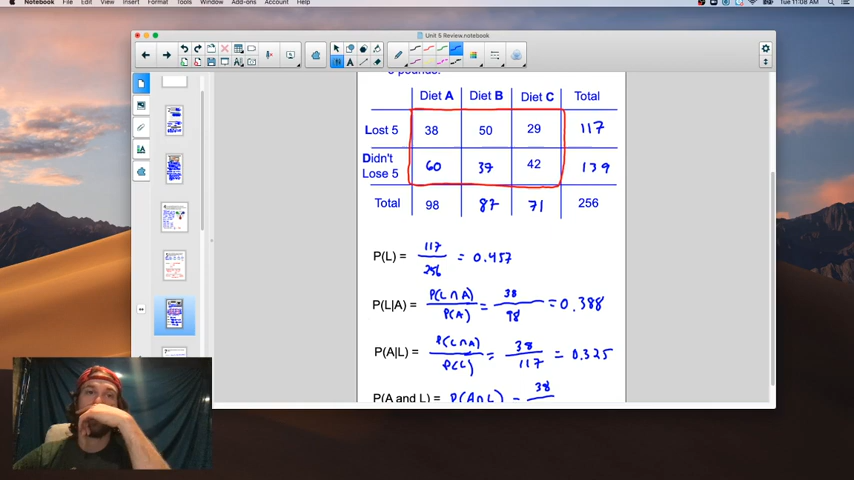 Notebook File Edit View Insert Format Tools Window Add-ons Account Help Tue 11:08 AM
Unit 5 Review.notebook
5 pounds.
Diet A Diet B Diet C Total
Lost 5 38 50 29 117
Didn't Lose 5 60 37 42 139
Total 98 87 71 256
P(L) = 117/256 = 0.457
P(L|A) = P(L∩A)/P(A) = 38/98 = 0.388
P(A|L) = P(L∩A)/P(L) = 38/117 = 0.325
P(A and L) = P(A∩L) = 38